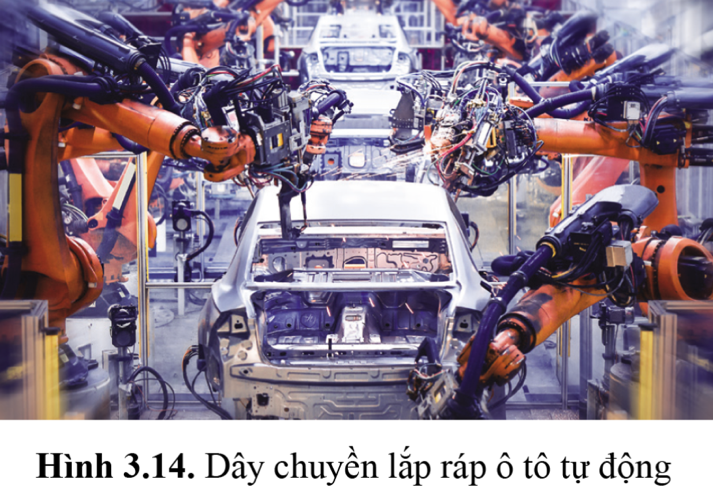 Hình 3.14. Dây chuyền lắp ráp ô tô tự động